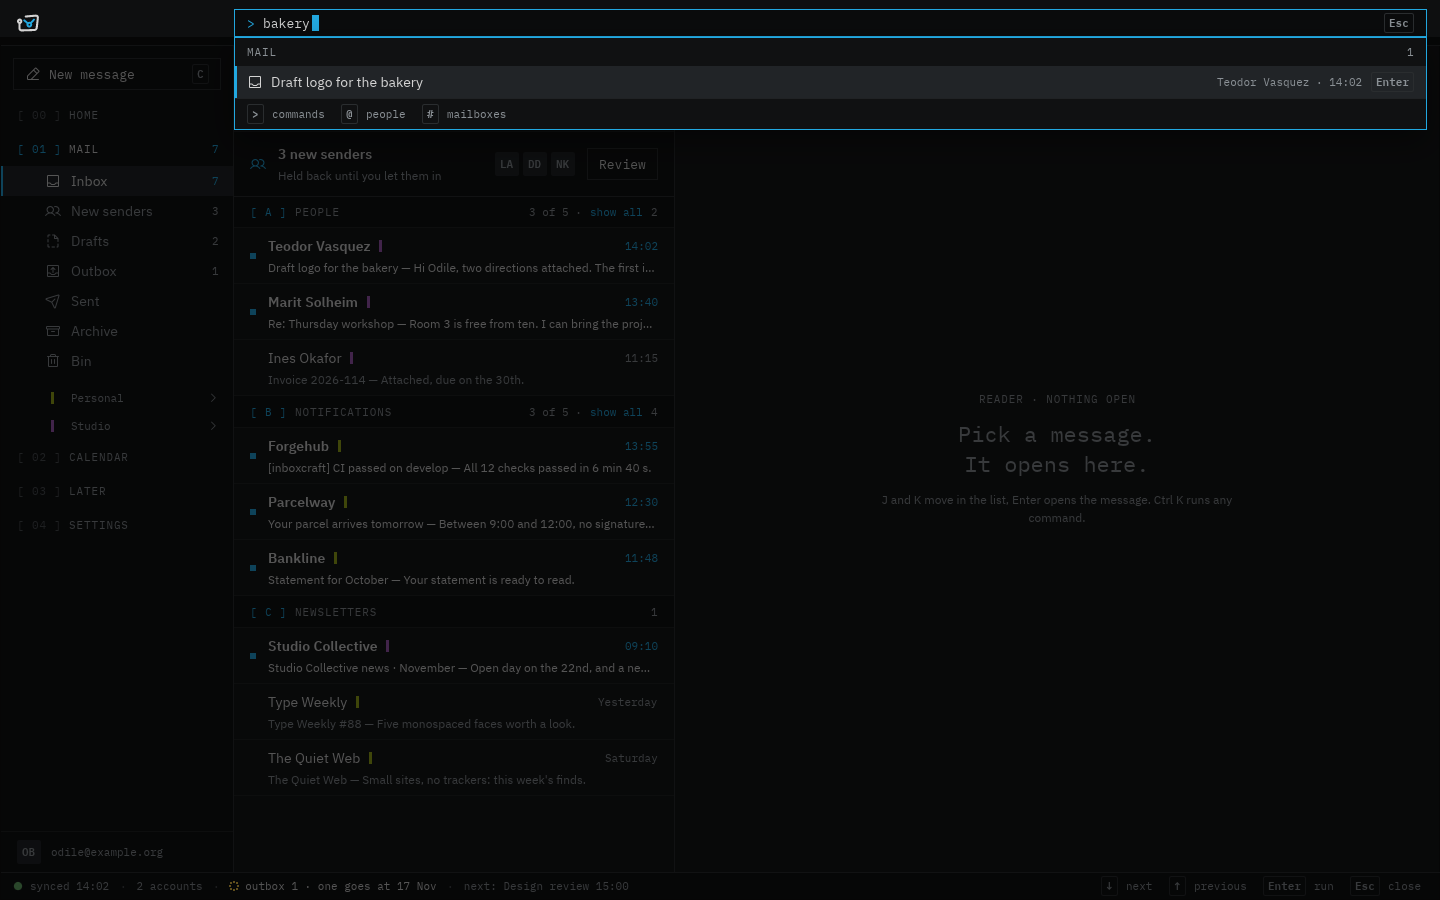 > bakery Esc
MAIL 1
Draft logo for the bakery Teodor Vasquez · 14:02 Enter
> commands @ people # mailboxes
New message C
[ 00 ] HOME
[ 01 ] MAIL 7
Inbox 7
New senders 3
Drafts 2
Outbox 1
Sent
Archive
Bin
Personal
Studio
[ 02 ] CALENDAR
[ 03 ] LATER
[ 04 ] SETTINGS
OB odile@example.org
3 new senders
Held back until you let them in
LA DD NK Review
[ A ] PEOPLE 3 of 5 · show all 2
Teodor Vasquez 14:02
Draft logo for the bakery — Hi Odile, two directions attached. The first i…
Marit Solheim 13:40
Re: Thursday workshop — Room 3 is free from ten. I can bring the proj…
Ines Okafor 11:15
Invoice 2026-114 — Attached, due on the 30th.
[ B ] NOTIFICATIONS 3 of 5 · show all 4
Forgehub 13:55
[inboxcraft] CI passed on develop — All 12 checks passed in 6 min 40 s.
Parcelway 12:30
Your parcel arrives tomorrow — Between 9:00 and 12:00, no signature…
Bankline 11:48
Statement for October — Your statement is ready to read.
[ C ] NEWSLETTERS 1
Studio Collective 09:10
Studio Collective news · November — Open day on the 22nd, and a ne…
Type Weekly Yesterday
Type Weekly #88 — Five monospaced faces worth a look.
The Quiet Web Saturday
The Quiet Web — Small sites, no trackers: this week's finds.
READER · NOTHING OPEN
Pick a message.
It opens here.
J and K move in the list, Enter opens the message. Ctrl K runs any
command.
synced 14:02 · 2 accounts · outbox 1 · one goes at 17 Nov · next: Design review 15:00
↓ next ↑ previous Enter run Esc close